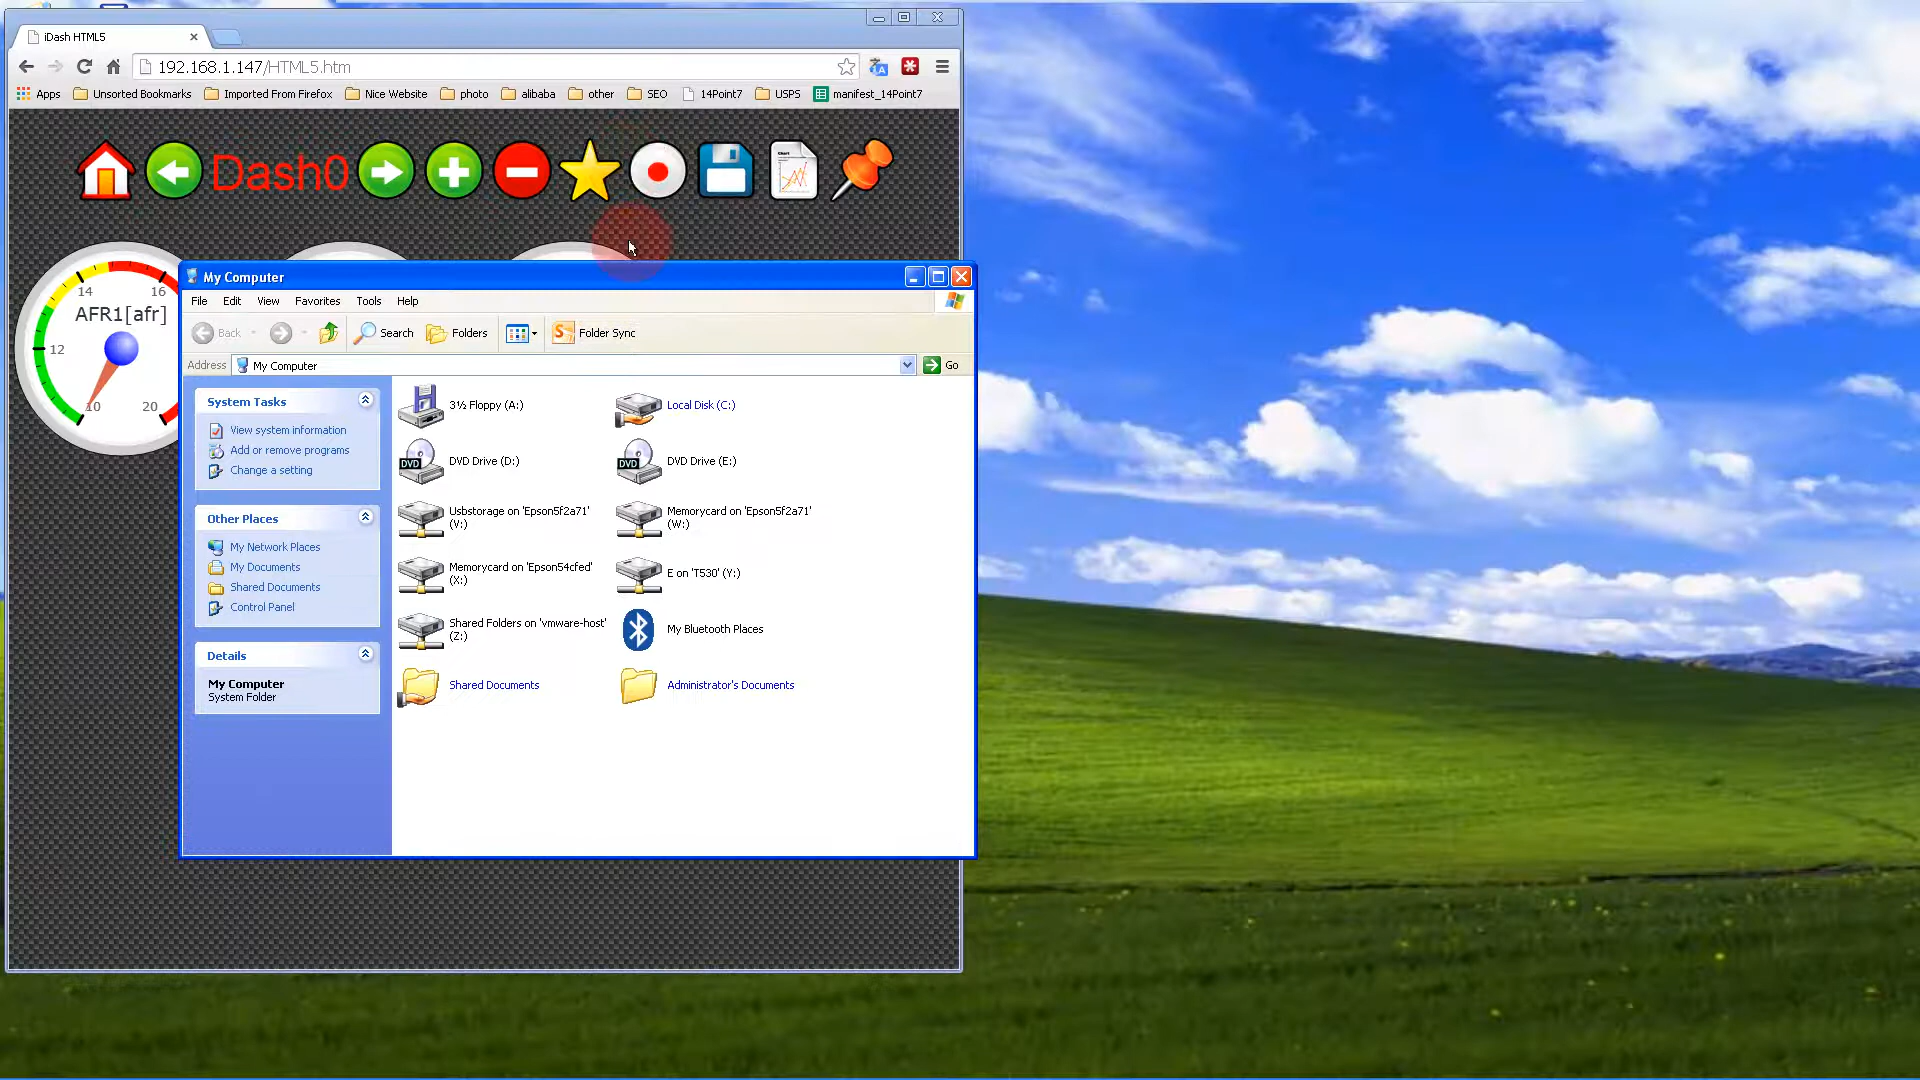 iDash HTML5
192.168.1.147/HTML5.htm
Apps Unsorted Bookmarks Imported From Firefox Nice Website photo alibaba other SEO 14Point7 USPS manifest_14Point7
Dash0
Chart
14 16
AFR1[afr]
12
10 20
My Computer
File Edit View Favorites Tools Help
Back Search Folders Folder Sync
Address My Computer Go
System Tasks
View system information
Add or remove programs
Change a setting
Other Places
My Network Places
My Documents
Shared Documents
Control Panel
Details
My Computer
System Folder
3½ Floppy (A:) Local Disk (C:)
DVD DVD Drive (D:) DVD DVD Drive (E:)
Usbstorage on 'Epson5f2a71' (V:)
Memorycard on 'Epson5f2a71' (W:)
Memorycard on 'Epson54cfed' (X:)
E on 'T530' (Y:)
Shared Folders on 'vmware-host' (Z:)
My Bluetooth Places
Shared Documents Administrator's Documents